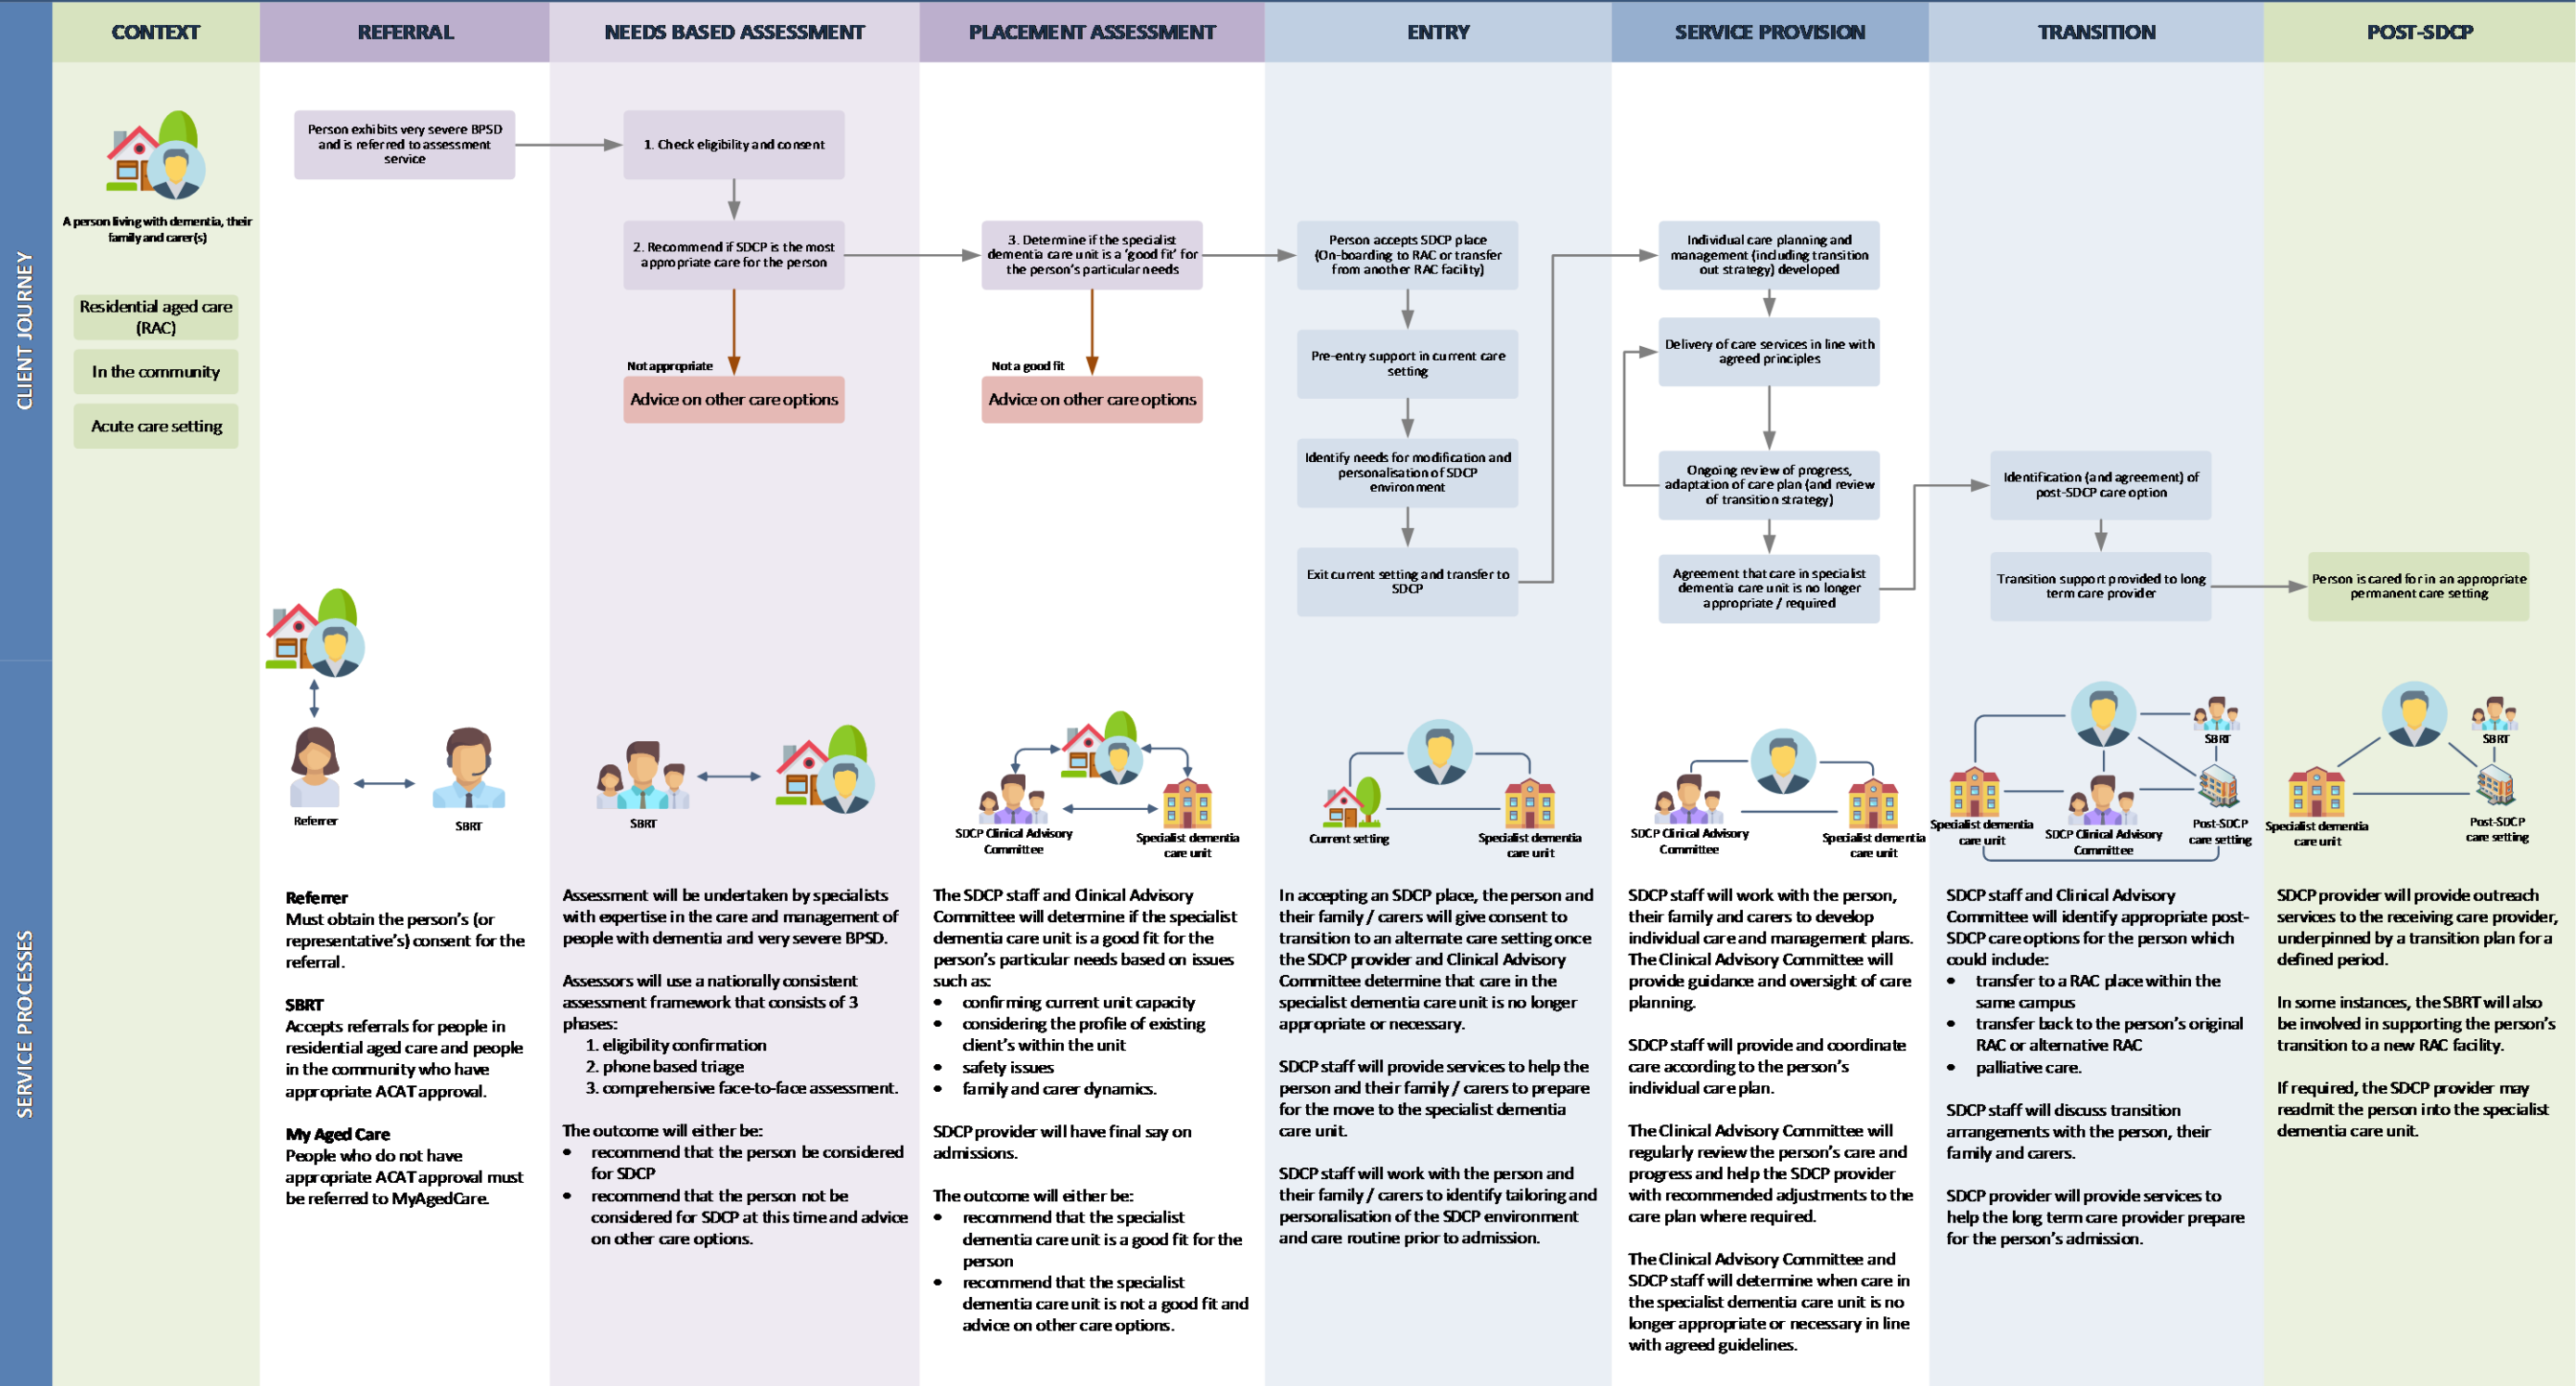 CONTEXT
REFERRAL
NEEDS BASED ASSESSMENT
PLACEMENT ASSESSMENT
ENTRY
SERVICE PROVISION
TRANSITION
POST-SDCP
CLIENT JOURNEY
A person living with dementia, their
family and carer(s)
Residential aged care
(RAC)
In the community
Acute care setting
Person exhibits very severe BPSD
and is referred to assessment
service
1. Check eligibility and consent
2. Recommend if SDCP is the most
appropriate care for the person
Not appropriate
Advice on other care options
3. Determine if the specialist
dementia care unit is a ‘good fit’ for
the person’s particular needs
Not a good fit
Advice on other care options
Person accepts SDCP place
(On-boarding to RAC or transfer
from another RAC facility)
Pre-entry support in current care
setting
Identify needs for modification and
personalisation of SDCP
environment
Exit current setting and transfer to
SDCP
Individual care planning and
management (including transition
out strategy) developed
Delivery of care services in line with
agreed principles
Ongoing review of progress,
adaptation of care plan (and review
of transition strategy)
Agreement that care in specialist
dementia care unit is no longer
appropriate / required
Identification (and agreement) of
post-SDCP care option
Transition support provided to long
term care provider
Person is cared for in an appropriate
permanent care setting
SERVICE PROCESSES
Referrer
SBRT
Referrer
Must obtain the person’s (or
representative’s) consent for the
referral.
SBRT
Accepts referrals for people in
residential aged care and people
in the community who have
appropriate ACAT approval.
My Aged Care
People who do not have
appropriate ACAT approval must
be referred to MyAgedCare.
SBRT
Assessment will be undertaken by specialists
with expertise in the care and management of
people with dementia and very severe BPSD.
Assessors will use a nationally consistent
assessment framework that consists of 3
phases:
1. eligibility confirmation
2. phone based triage
3. comprehensive face-to-face assessment.
The outcome will either be:
• recommend that the person be considered
for SDCP
• recommend that the person not be
considered for SDCP at this time and advice
on other care options.
SDCP Clinical Advisory
Committee
Specialist dementia
care unit
The SDCP staff and Clinical Advisory
Committee will determine if the specialist
dementia care unit is a good fit for the
person’s particular needs based on issues
such as:
• confirming current unit capacity
• considering the profile of existing
client’s within the unit
• safety issues
• family and carer dynamics.
SDCP provider will have final say on
admissions.
The outcome will either be:
• recommend that the specialist
dementia care unit is a good fit for the
person
• recommend that the specialist
dementia care unit is not a good fit and
advice on other care options.
Current setting
Specialist dementia
care unit
In accepting an SDCP place, the person and
their family / carers will give consent to
transition to an alternate care setting once
the SDCP provider and Clinical Advisory
Committee determine that care in the
specialist dementia care unit is no longer
appropriate or necessary.
SDCP staff will provide services to help the
person and their family / carers to prepare
for the move to the specialist dementia
care unit.
SDCP staff will work with the person and
their family / carers to identify tailoring and
personalisation of the SDCP environment
and care routine prior to admission.
SDCP Clinical Advisory
Committee
Specialist dementia
care unit
SDCP staff will work with the person,
their family and carers to develop
individual care and management plans.
The Clinical Advisory Committee will
provide guidance and oversight of care
planning.
SDCP staff will provide and coordinate
care according to the person’s
individual care plan.
The Clinical Advisory Committee will
regularly review the person’s care and
progress and help the SDCP provider
with recommended adjustments to the
care plan where required.
The Clinical Advisory Committee and
SDCP staff will determine when care in
the specialist dementia care unit is no
longer appropriate or necessary in line
with agreed guidelines.
SBRT
Specialist dementia
care unit
SDCP Clinical Advisory
Committee
Post-SDCP
care setting
SDCP staff and Clinical Advisory
Committee will identify appropriate post-
SDCP care options for the person which
could include:
• transfer to a RAC place within the
same campus
• transfer back to the person’s original
RAC or alternative RAC
• palliative care.
SDCP staff will discuss transition
arrangements with the person, their
family and carers.
SDCP provider will provide services to
help the long term care provider prepare
for the person’s admission.
SBRT
Specialist dementia
care unit
Post-SDCP
care setting
SDCP provider will provide outreach
services to the receiving care provider,
underpinned by a transition plan for a
defined period.
In some instances, the SBRT will also
be involved in supporting the person’s
transition to a new RAC facility.
If required, the SDCP provider may
readmit the person into the specialist
dementia care unit.